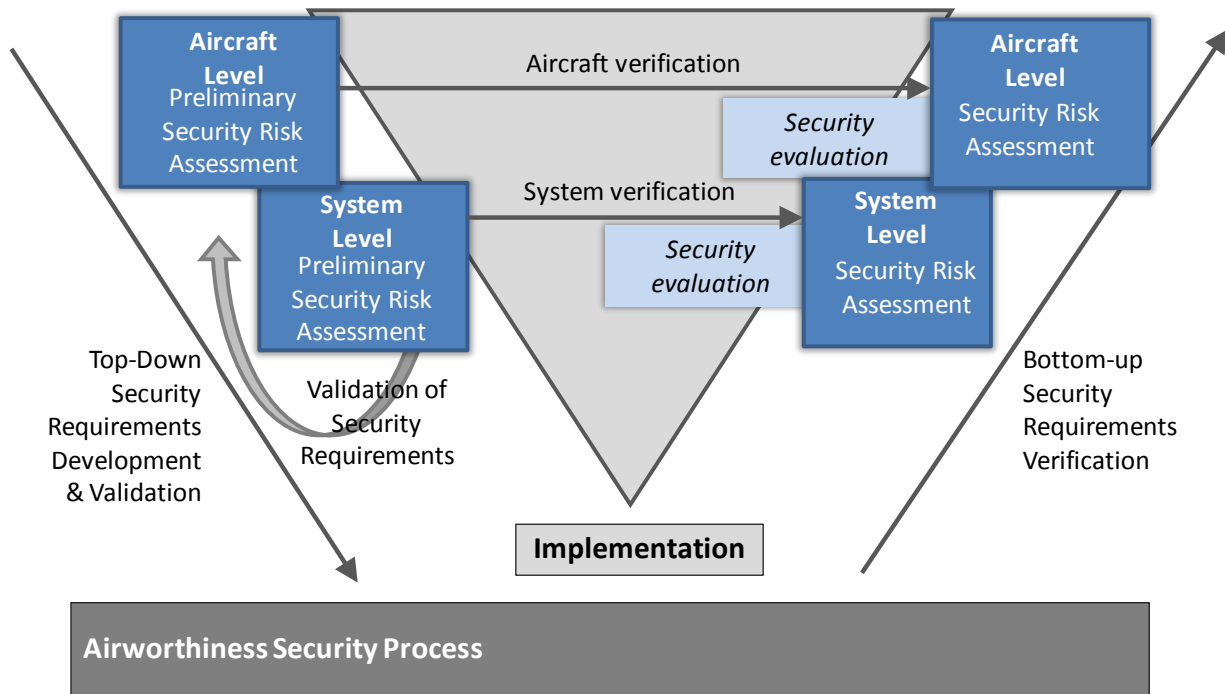 Aircraft
Level
Preliminary
Security Risk
Assessment
Aircraft verification
Security
evaluation
Aircraft
Level
Security Risk
Assessment
System
Level
Preliminary
Security Risk
Assessment
System verification
Security
evaluation
System
Level
Security Risk
Assessment
Top-Down
Security
Requirements
Development
& Validation
Validation of
Security
Requirements
Bottom-up
Security
Requirements
Verification
Implementation
Airworthiness Security Process